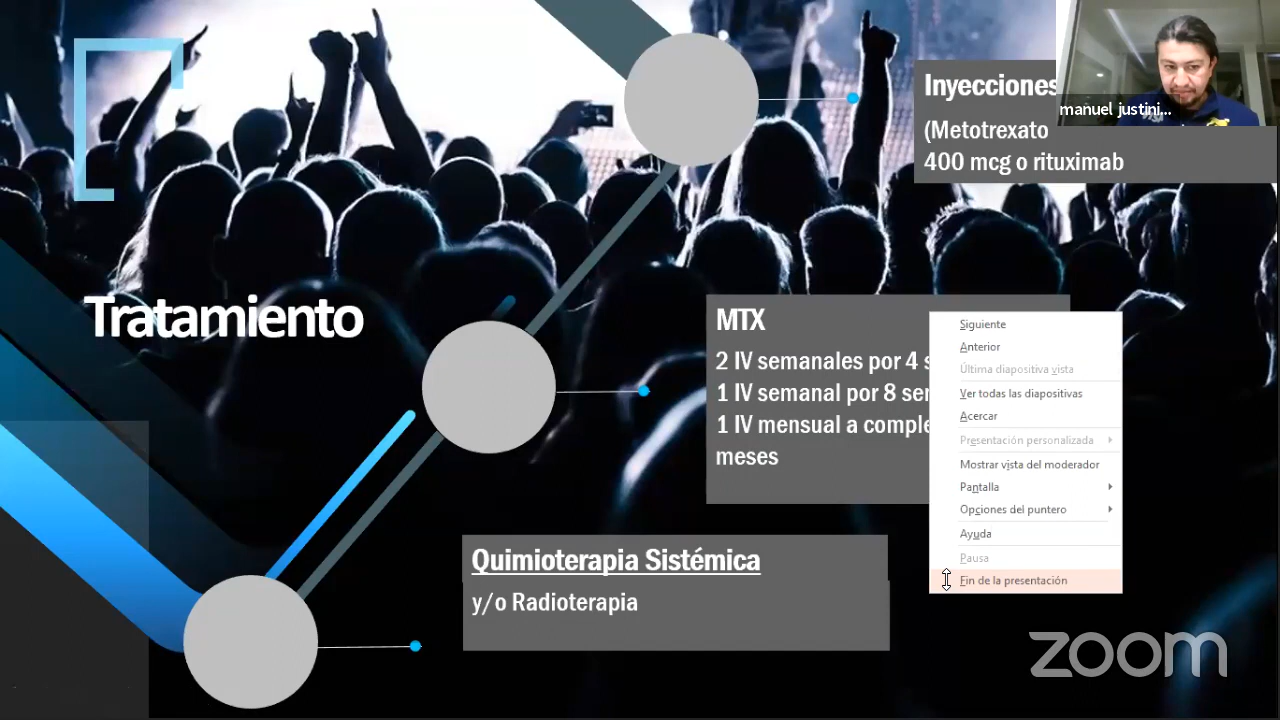 Inyecciones
manuel justini...
(Metotrexato
400 mcg o rituximab
Tratamiento
MTX
2 IV semanales por 4 s
1 IV semanal por 8 ser
1 IV mensual a comple
meses
Siguiente
Anterior
Última diapositiva vista
Ver todas las diapositivas
Acercar
Presentación personalizada
Mostrar vista del moderador
Pantalla
Opciones del puntero
Ayuda
Pausa
Fin de la presentación
Quimioterapia Sistémica
y/o Radioterapia
zoom